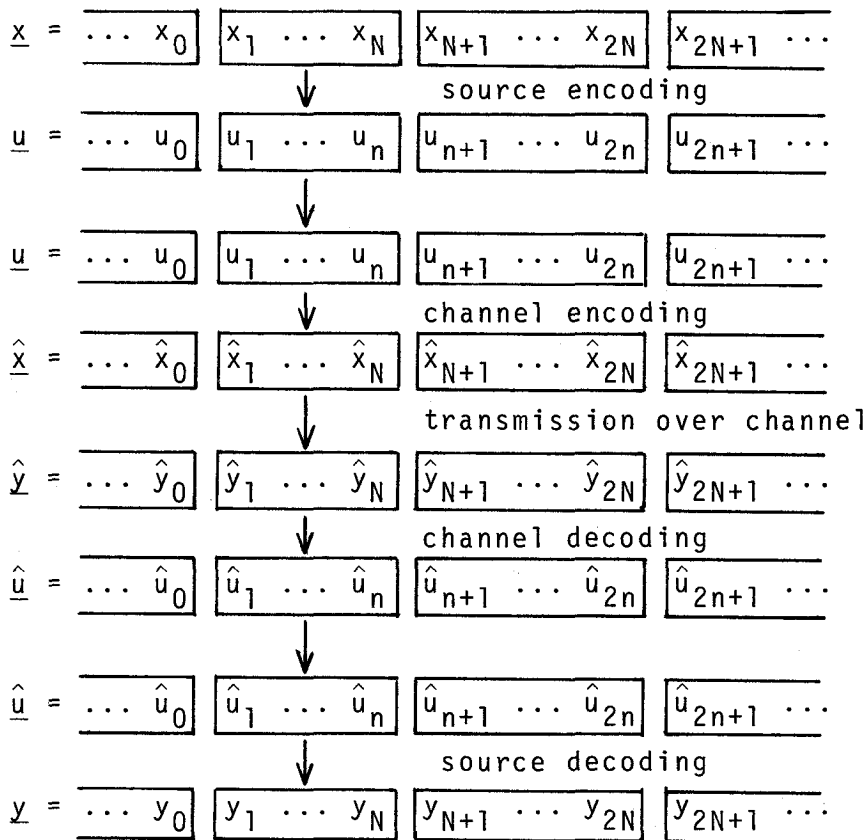 x = ... x0 x1 ... xN xN+1 ... x2N x2N+1 ...
source encoding
u = ... u0 u1 ... un un+1 ... u2n u2n+1 ...
u = ... u0 u1 ... un un+1 ... u2n u2n+1 ...
channel encoding
x̂ = ... x̂0 x̂1 ... x̂N x̂N+1 ... x̂2N x̂2N+1 ...
transmission over channel
ŷ = ... ŷ0 ŷ1 ... ŷN ŷN+1 ... ŷ2N ŷ2N+1 ...
channel decoding
û = ... û0 û1 ... ûn ûn+1 ... û2n û2n+1 ...
û = ... û0 û1 ... ûn ûn+1 ... û2n û2n+1 ...
source decoding
y = ... y0 y1 ... yN yN+1 ... y2N y2N+1 ...